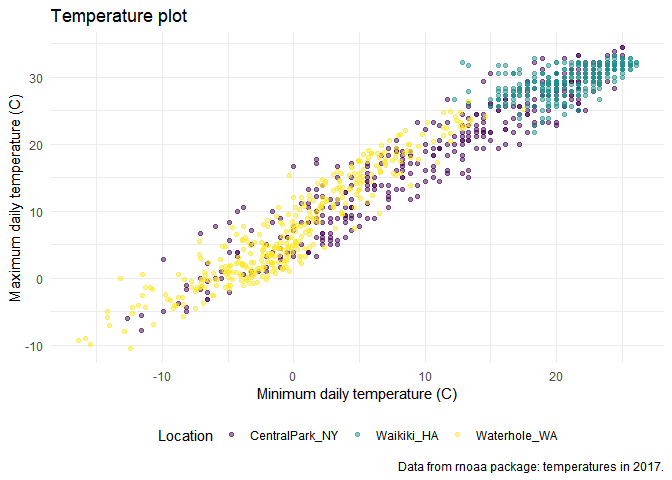 Temperature plot
Maximum daily temperature (C)
30
20
10
0
-10
-10 0 10 20
Minimum daily temperature (C)
Location CentralPark_NY Waikiki_HA Waterhole_WA
Data from rnoaa package: temperatures in 2017.